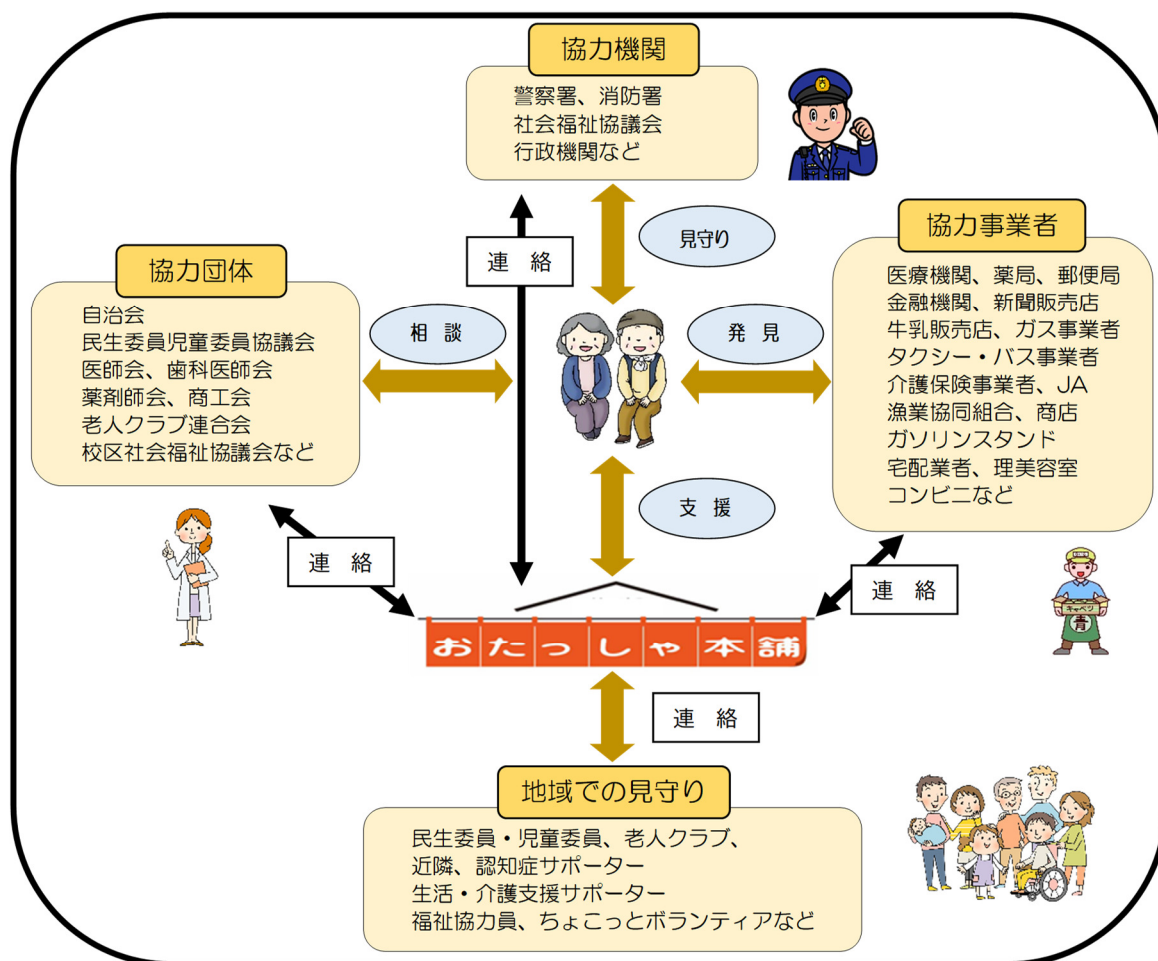 協力機関
警察署、消防署
社会福祉協議会
行政機関など
見守り
連絡
協力団体
自治会
民生委員児童委員協議会
医師会、歯科医師会
薬剤師会、商工会
老人クラブ連合会
校区社会福祉協議会など
相談
発見
協力事業者
医療機関、薬局、郵便局
金融機関、新聞販売店
牛乳販売店、ガス事業者
タクシー・バス事業者
介護保険事業者、JA
漁業協同組合、商店
ガソリンスタンド
宅配業者、理美容室
コンビニなど
支援
連絡
連絡
キャベツ
青
おたっしゃ本舗
連絡
地域での見守り
民生委員・児童委員、老人クラブ、
近隣、認知症サポーター
生活・介護支援サポーター
福祉協力員、ちょこっとボランティアなど